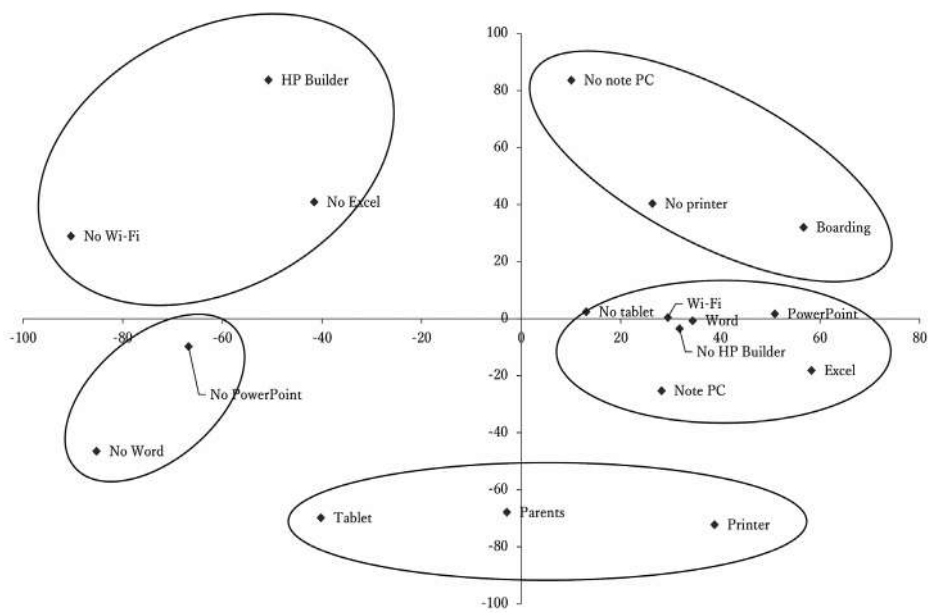 100
HP Builder
No note PC
80
60
No Excel
No printer
40
No Wi-Fi
Boarding
20
No tablet
Wi-Fi
Word
PowerPoint
-100
-80
-60
-40
-20
0
0
20
40
60
80
No HP Builder
No PowerPoint
-20
Excel
Note PC
-40
No Word
-60
Tablet
Parents
Printer
-80
-100